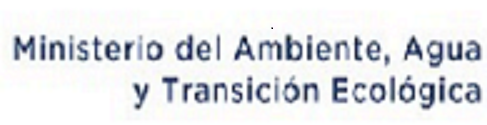 Ministerio del Ambiente, Agua
y Transición Ecológica